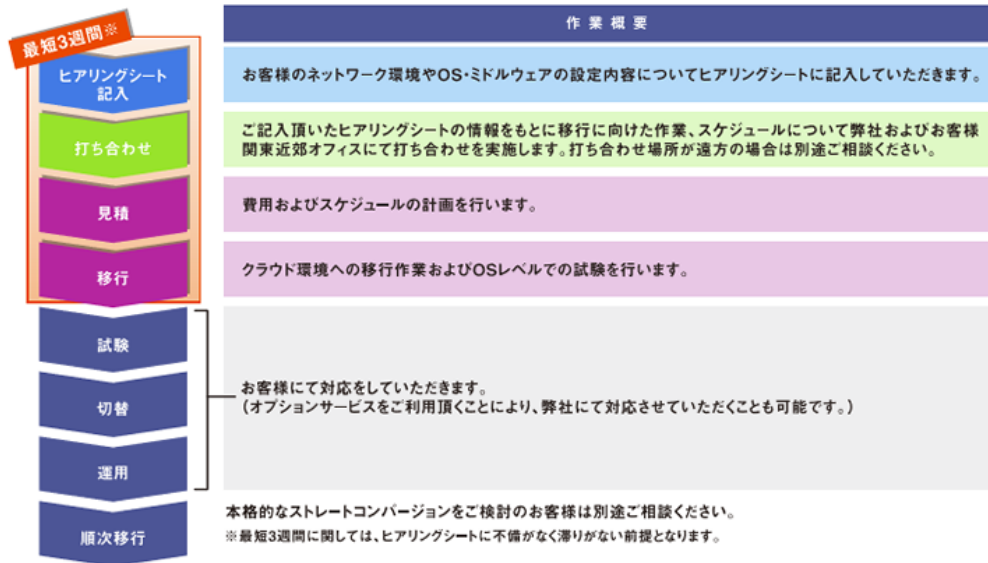 作業概要
最短3週間※
ヒアリングシート
記入
お客様のネットワーク環境やOS・ミドルウェアの設定内容についてヒアリングシートに記入していただきます。
打ち合わせ
ご記入頂いたヒアリングシートの情報をもとに移行に向けた作業、スケジュールについて弊社およびお客様
関東近郊オフィスにて打ち合わせを実施します。打ち合わせ場所が遠方の場合は別途ご相談ください。
見積
費用およびスケジュールの計画を行います。
移行
クラウド環境への移行作業およびOSレベルでの試験を行います。
試験
切替
運用
お客様にて対応をしていただきます。
(オプションサービスをご利用頂くことにより、弊社にて対応させていただくことも可能です。)
順次移行
本格的なストレートコンバージョンをご検討のお客様は別途ご相談ください。
※最短3週間に関しては、ヒアリングシートに不備がなく滞りがない前提となります。